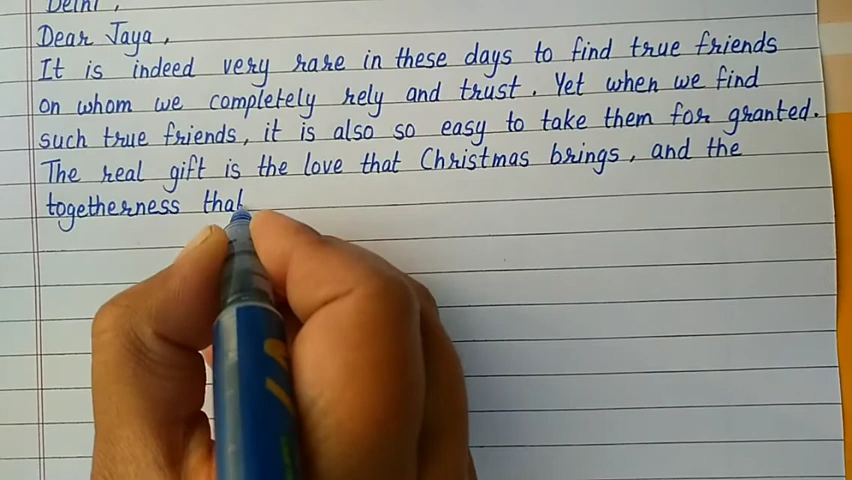 Delhi,
Dear Jaya,
It is indeed very rare in these days to find true friends
on whom we completely rely and trust. Yet when we find
such true friends, it is also so easy to take them for granted.
The real gift is the love that Christmas brings, and the
togetherness that